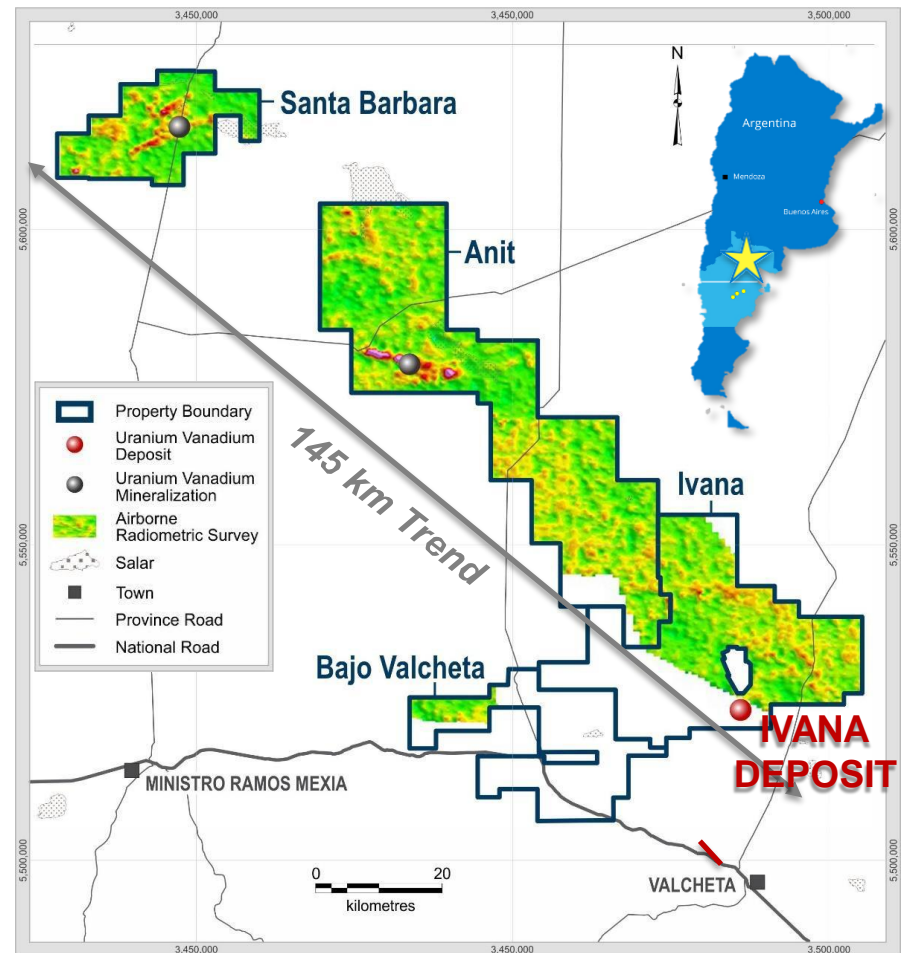 3,450,000
3,450,000
3,500,000
N
Santa Barbara
Argentina
Mendoza
Buenos Aires
5,600,000
5,600,000
Anit
Property Boundary
Uranium Vanadium
Deposit
Uranium Vanadium
Mineralization
Airborne
Radiometric Survey
Salar
Town
Province Road
National Road
145 km Trend
Ivana
5,550,000
5,550,000
Bajo Valcheta
IVANA
DEPOSIT
MINISTRO RAMOS MEXIA
5,500,000
5,500,000
0
20
kilometres
VALCHETA
3,450,000
3,450,000
3,500,000